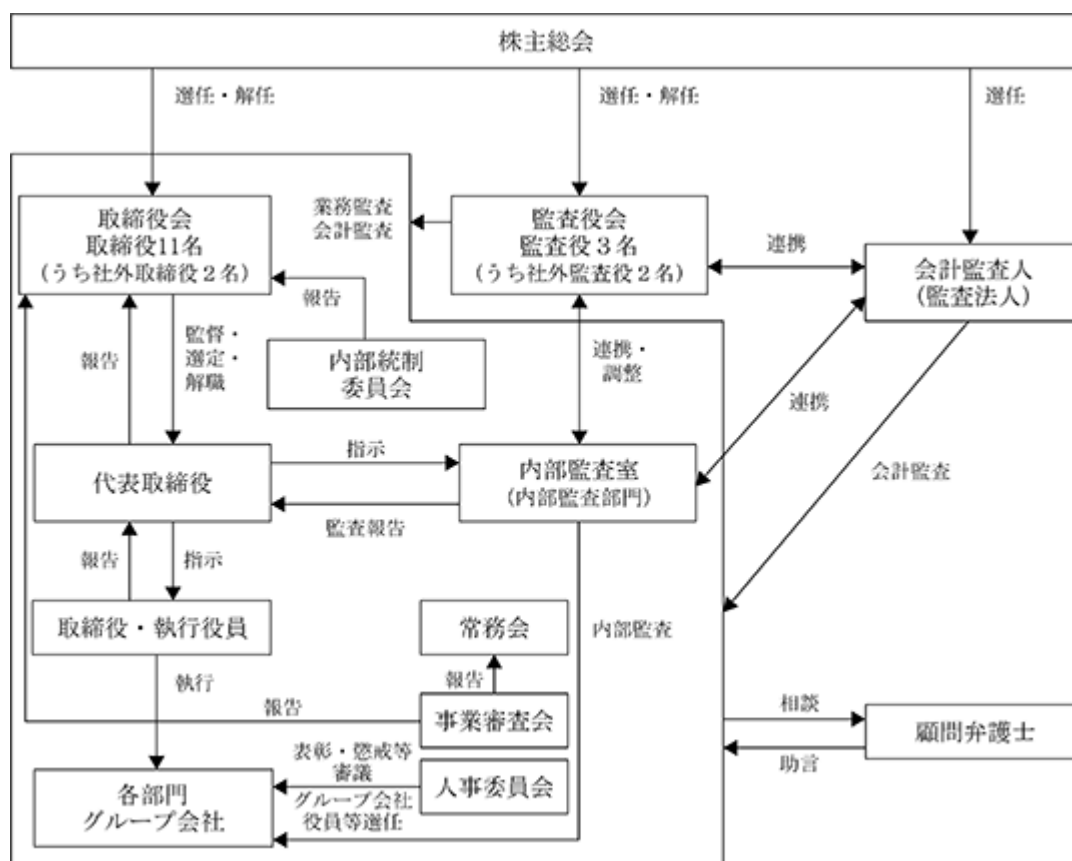 株主総会
選任・解任
選任・解任
選任
取締役会
取締役11名
(うち社外取締役２名)
業務監査
会計監査
監査役会
監査役３名
(うち社外監査役２名)
連携
会計監査人
(監査法人)
報告
監督・
選定・
解職
報告
内部統制
委員会
連携・
調整
連携
代表取締役
指示
監査報告
内部監査室
(内部監査部門)
会計監査
報告
指示
取締役・執行役員
常務会
内部監査
執行
報告
報告
事業審査会
相談
顧問弁護士
助言
表彰・懲戒等
審議
人事委員会
グループ会社
役員等選任
各部門
グループ会社